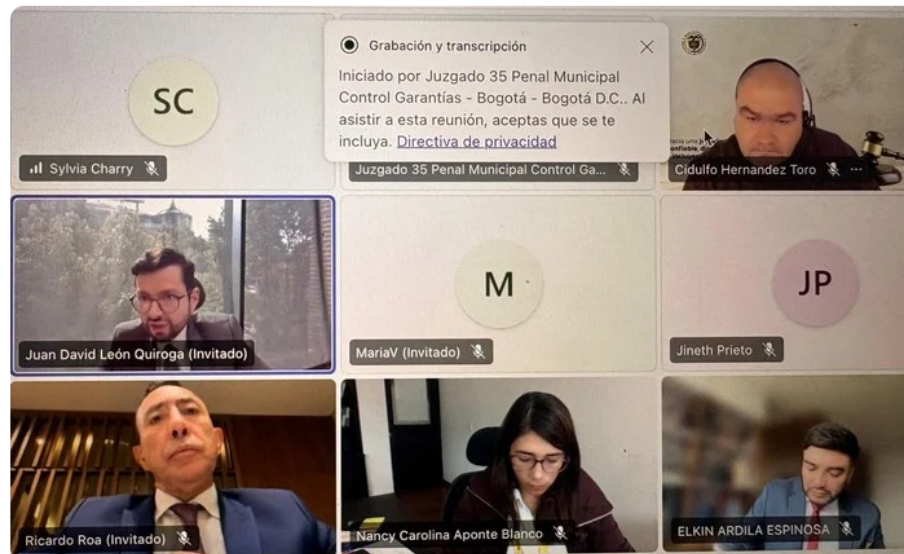 SC
Grabación y transcripción
Iniciado por Juzgado 35 Penal Municipal
Control Garantías - Bogotá - Bogotá D.C.. Al
asistir a esta reunión, aceptas que se te
incluya. Directiva de privacidad
Sylvia Charry
Juzgado 35 Penal Municipal Control Ga...
Cidulfo Hernandez Toro
Juan David León Quiroga (Invitado)
M
MariaV (Invitado)
JP
Jineth Prieto
Ricardo Roa (Invitado)
Nancy Carolina Aponte Blanco
ELKIN ARDILA ESPINOSA